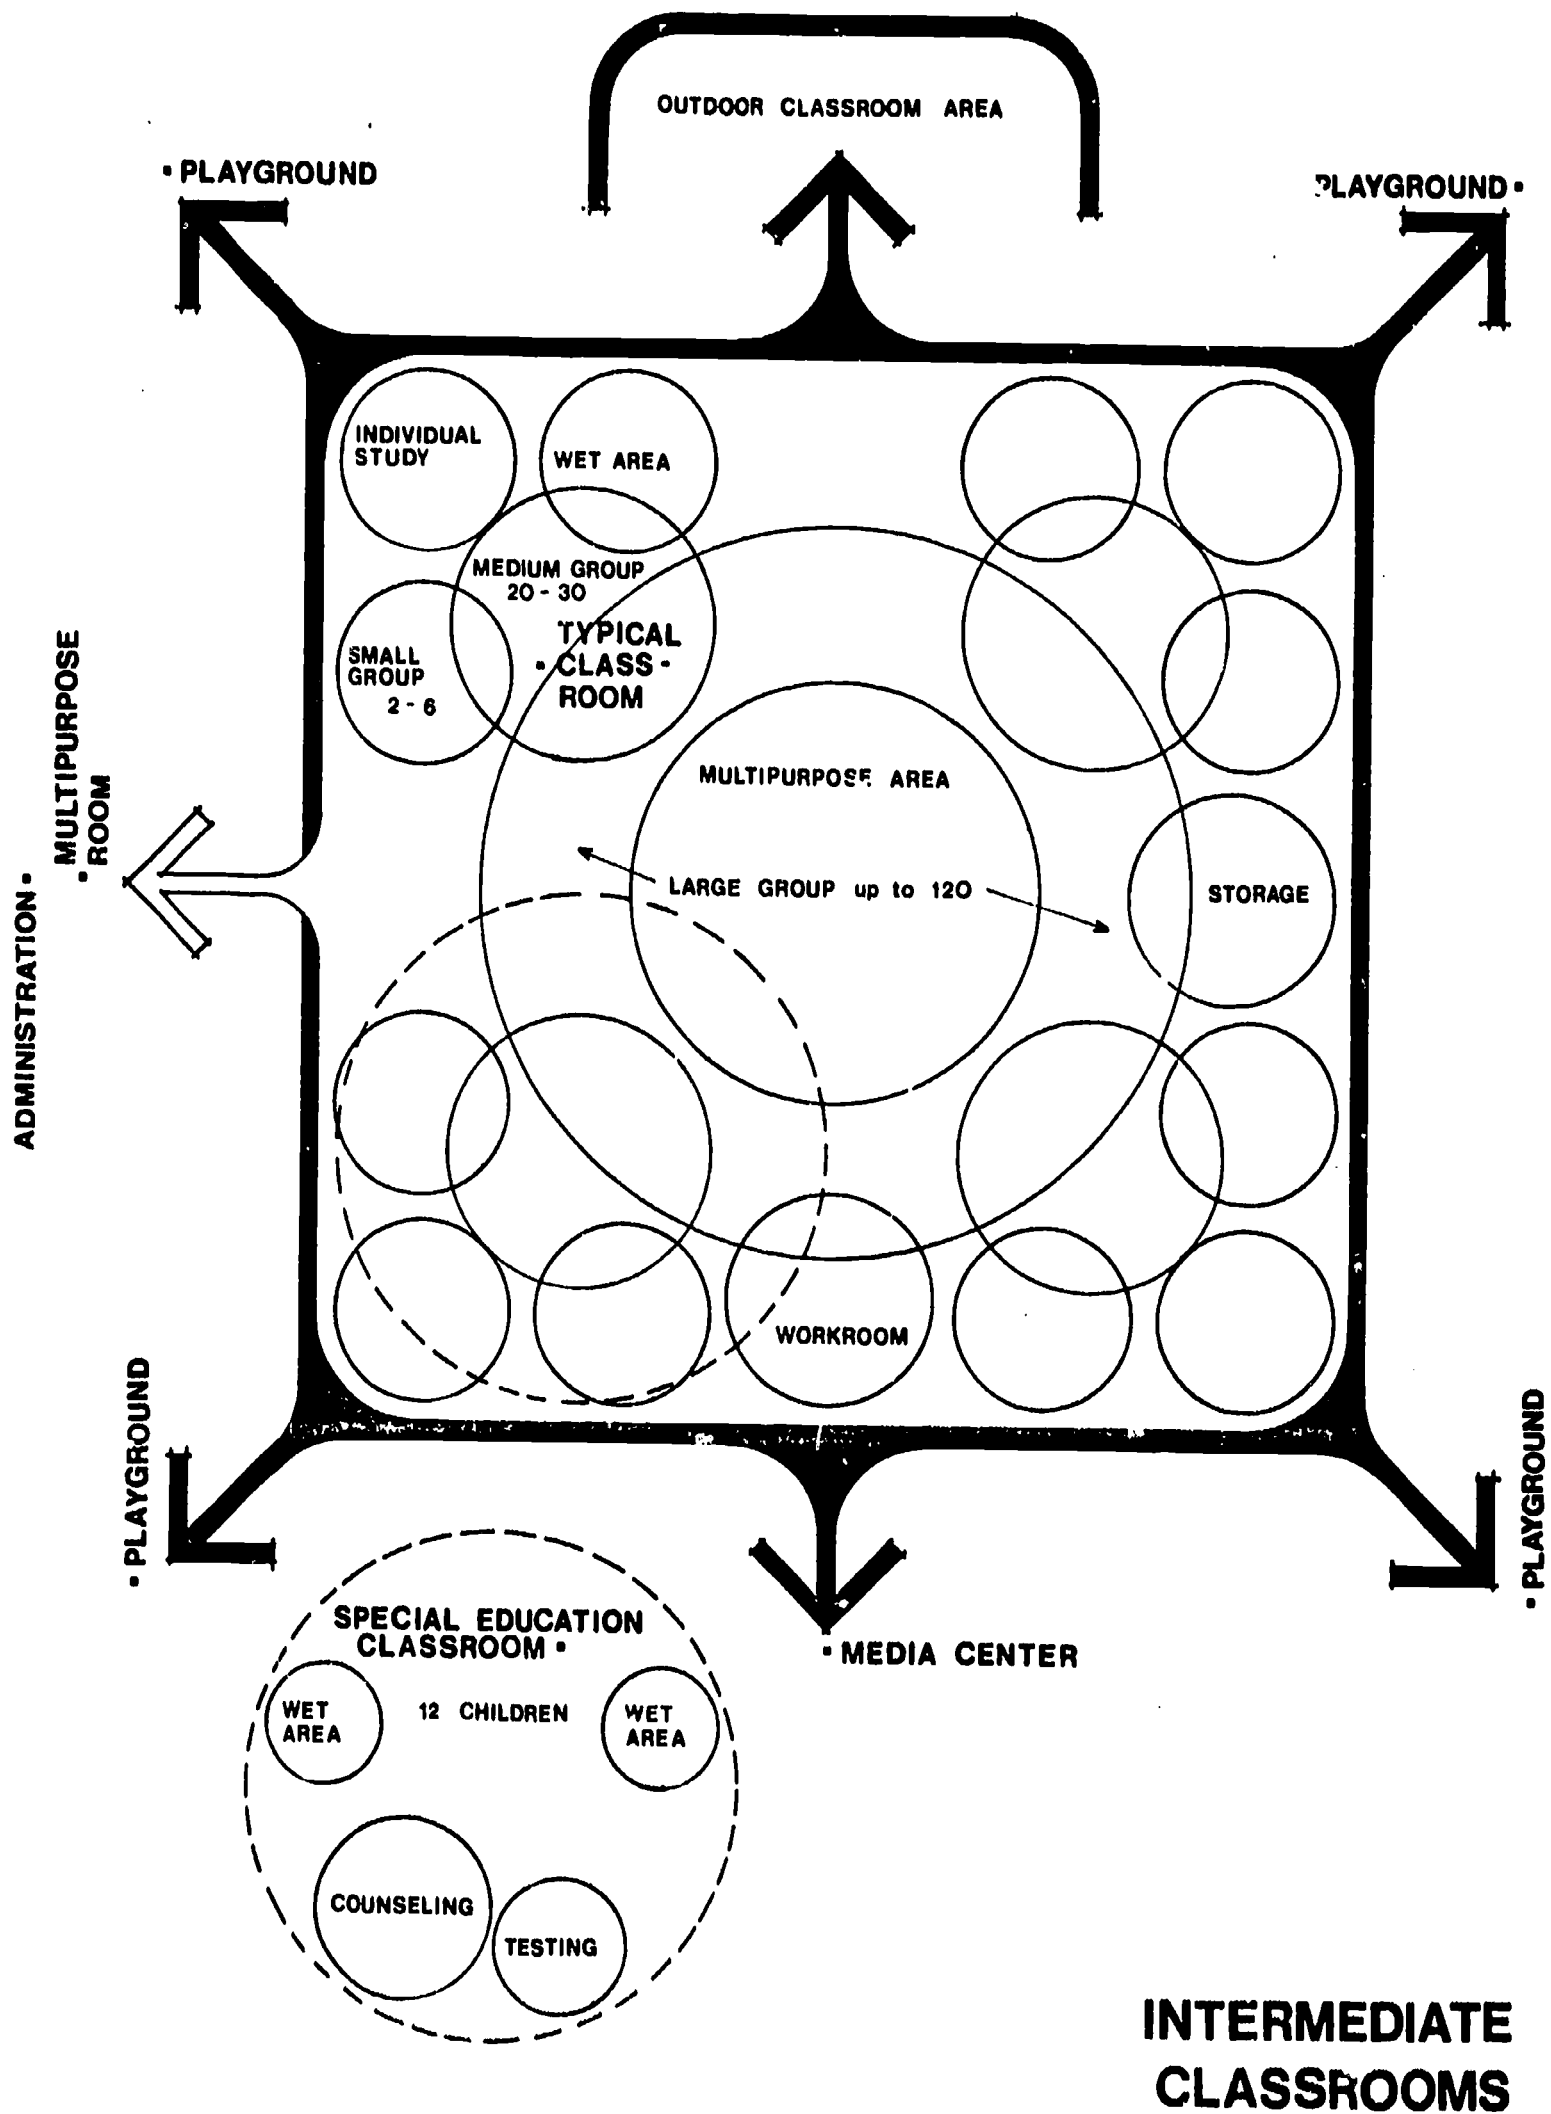 OUTDOOR CLASSROOM AREA
PLAYGROUND
PLAYGROUND
INDIVIDUAL
STUDY
WET AREA
MEDIUM GROUP
20 - 30
TYPICAL
CLASS -
ROOM
SMALL
GROUP
2 - 6
MULTIPURPOSE
ROOM
ADMINISTRATION
MULTIPURPOSE AREA
LARGE GROUP up to 120
STORAGE
WORKROOM
PLAYGROUND
PLAYGROUND
MEDIA CENTER
SPECIAL EDUCATION
CLASSROOM
12 CHILDREN
WET
AREA
WET
AREA
COUNSELING
TESTING
INTERMEDIATE
CLASSROOMS